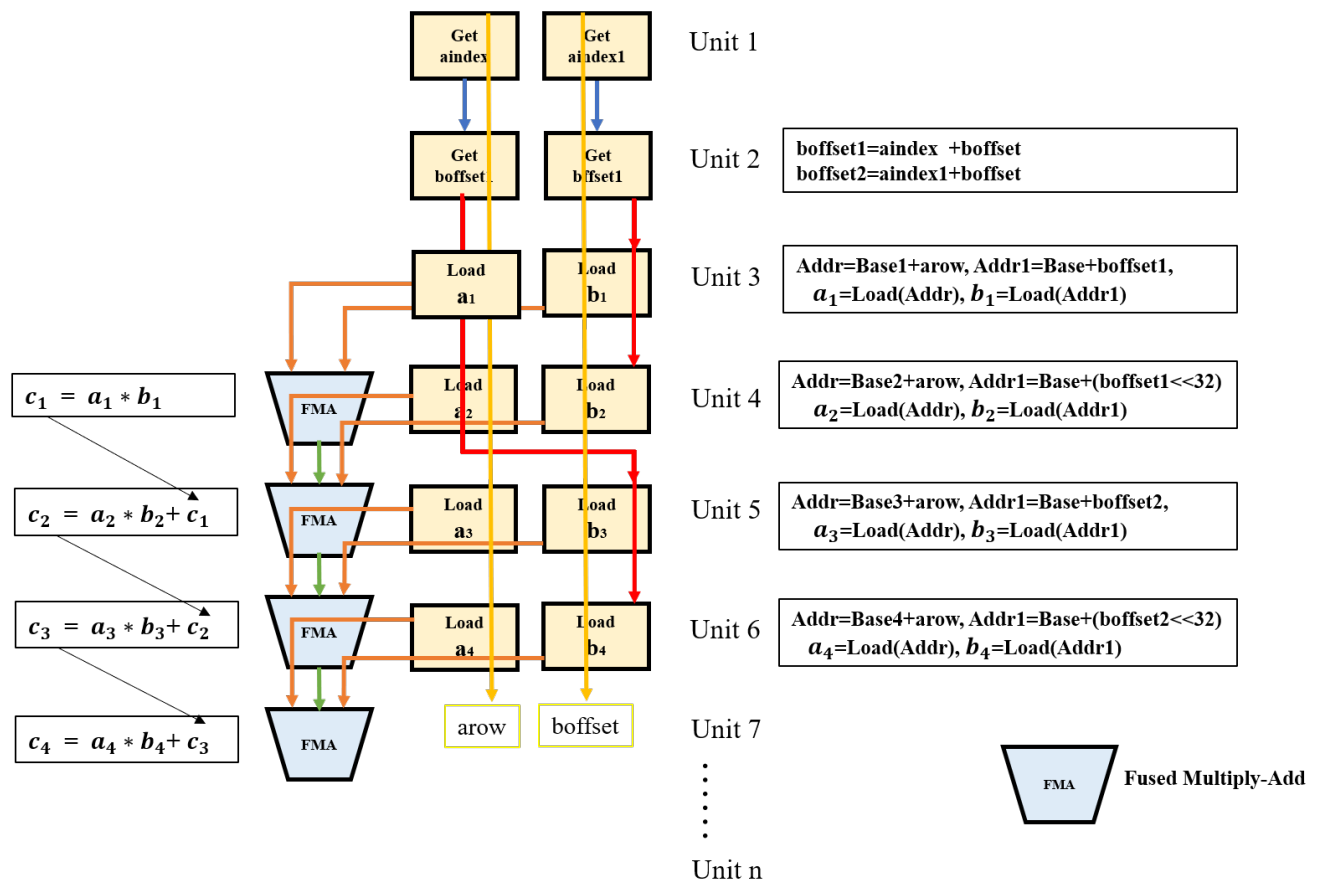 Get
aindex
Get
aindex1
Unit 1
Get
boffset1
Get
bffset1
Unit 2
boffset1=aindex +boffset
boffset2=aindex1+boffset
Load
a₁
Load
b₁
Unit 3
Addr=Base1+arow, Addr1=Base+boffset1,
a₁=Load(Addr), b₁=Load(Addr1)
c₁ = a₁ * b₁
FMA
Load
a₂
Load
b₂
Unit 4
Addr=Base2+arow, Addr1=Base+(boffset1<<32)
a₂=Load(Addr), b₂=Load(Addr1)
c₂ = a₂ * b₂+ c₁
FMA
Load
a₃
Load
b₃
Unit 5
Addr=Base3+arow, Addr1=Base+boffset2,
a₃=Load(Addr), b₃=Load(Addr1)
c₃ = a₃ * b₃+ c₂
FMA
Load
a₄
Load
b₄
Unit 6
Addr=Base4+arow, Addr1=Base+(boffset2<<32)
a₄=Load(Addr), b₄=Load(Addr1)
c₄ = a₄ * b₄+ c₃
FMA
arow
boffset
Unit 7
FMA
Fused Multiply-Add
Unit n